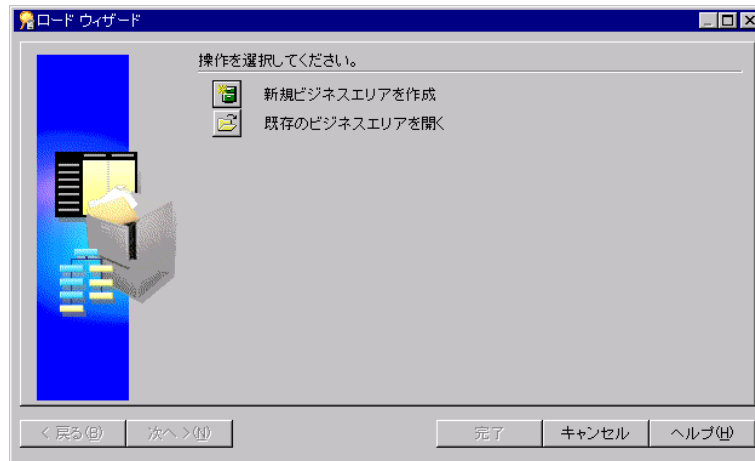 ロード ウィザード
操作を選択してください。
新規ビジネスエリアを作成
既存のビジネスエリアを開く
< 戻る(B)
次へ >(N)
完了
キャンセル
ヘルプ(H)